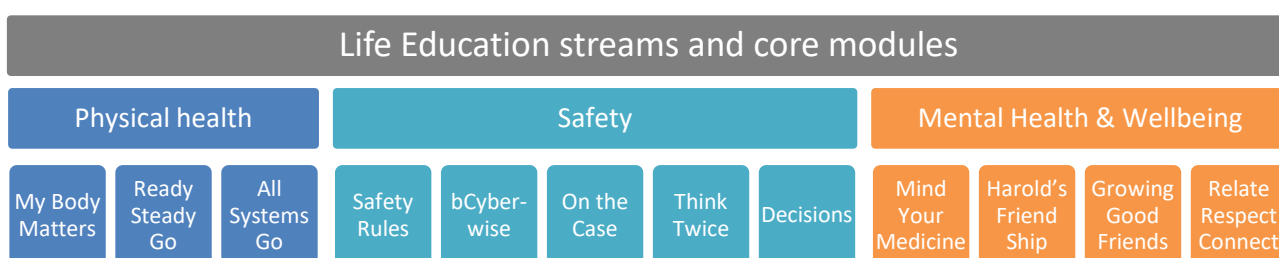 Life Education streams and core modules
Physical health
Safety
Mental Health & Wellbeing
My Body
Matters
Ready
Steady
Go
All
Systems
Go
Safety
Rules
bCyber-
wise
On the
Case
Think
Twice
Decisions
Mind
Your
Medicine
Harold’s
Friend
Ship
Growing
Good
Friends
Relate
Respect
Connect